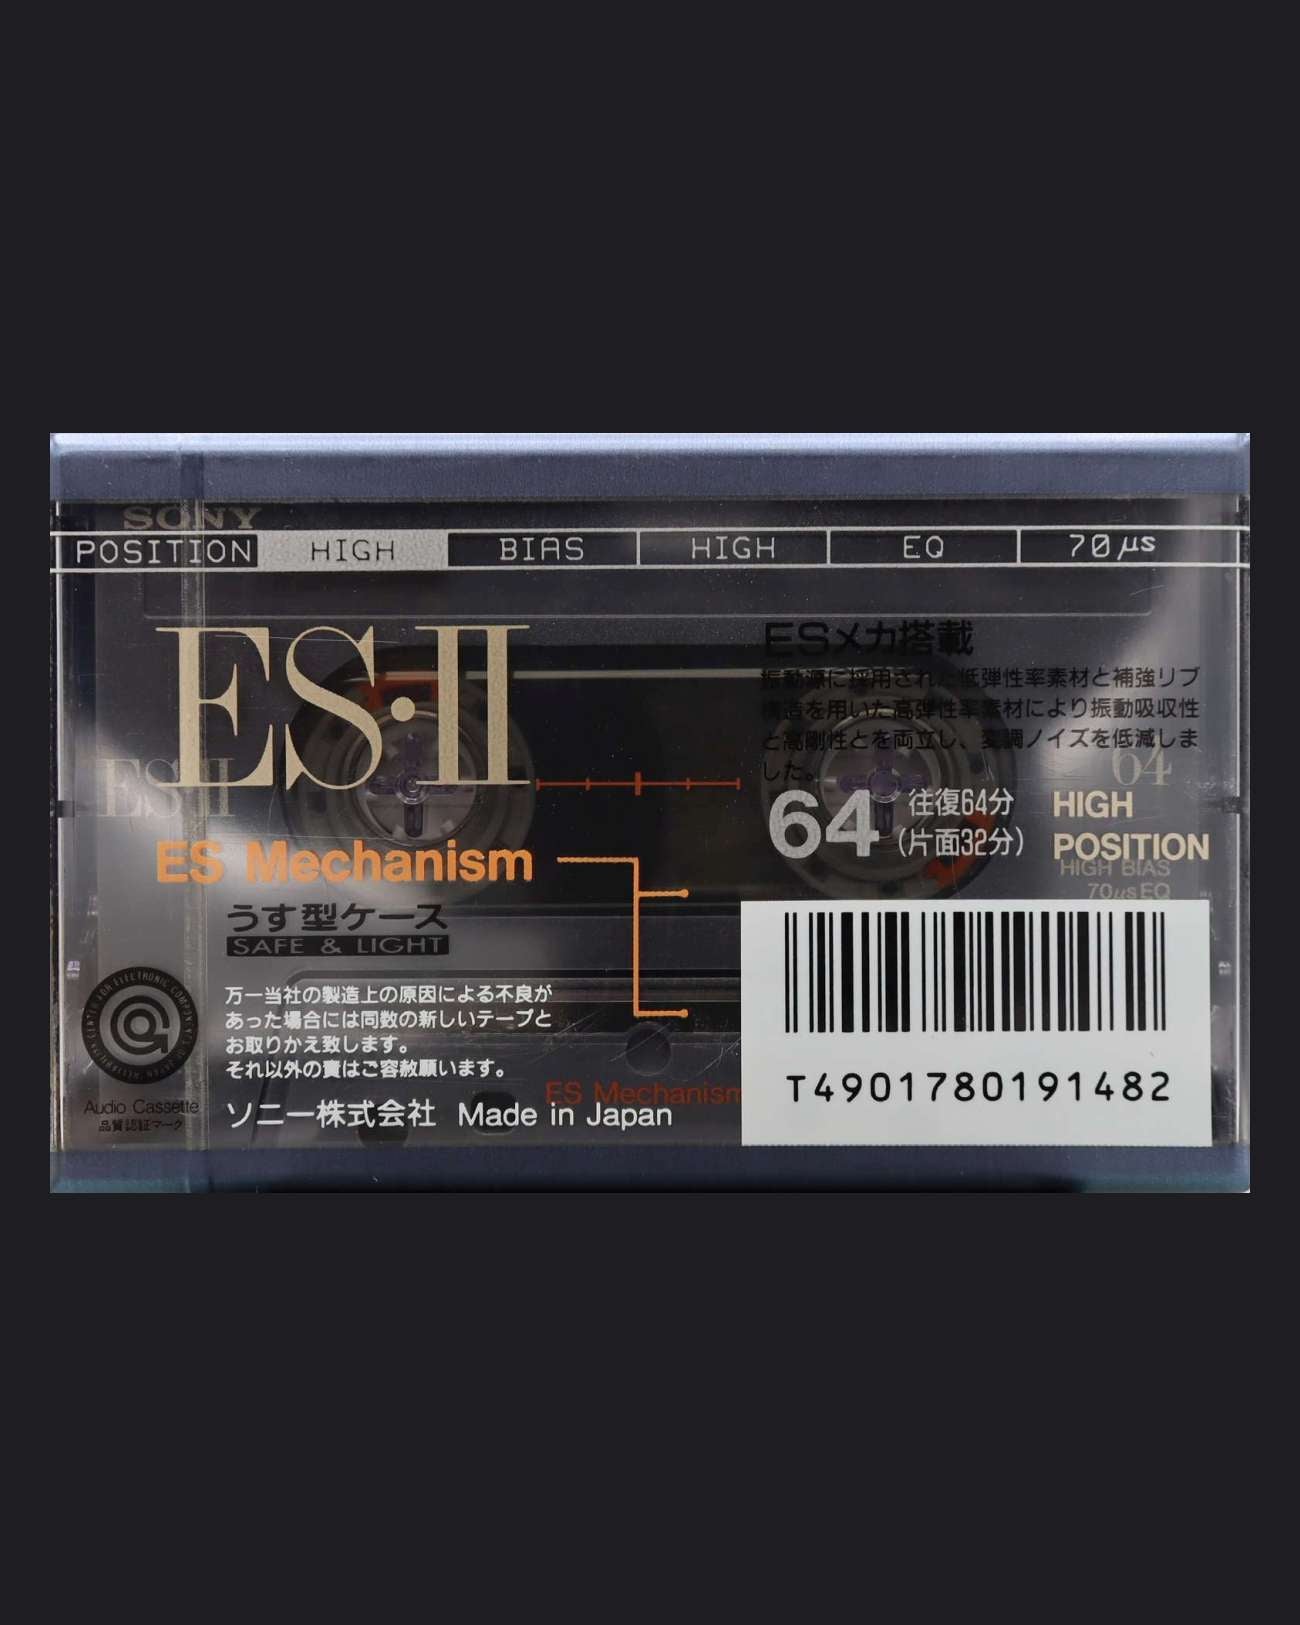 SONY
POSITION HIGH BIAS HIGH EQ 70μs
ES·II
ESメカ搭載
振動源に採用された低弾性率素材と補強リブ
構造を用いた高弾性率素材により振動吸収性
と高剛性とを両立し、変調ノイズを低減しま
した。
ES·II
64
64 往復64分
(片面32分)
HIGH
POSITION
HIGH BIAS
70μs EQ
ES Mechanism
うす型ケース
SAFE & LIGHT
万一当社の製造上の原因による不良が
あった場合には同数の新しいテープと
お取りかえ致します。
それ以外の責はご容赦願います。
ES Mechanism
ソニー株式会社 Made in Japan
Audio Cassette
品質認証マーク
T4901780191482